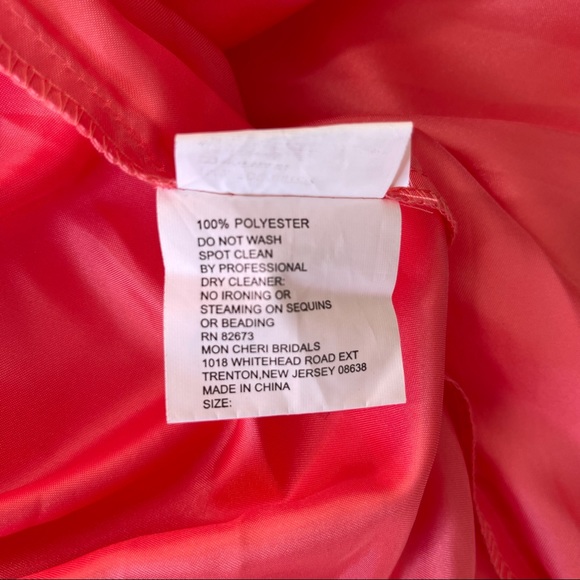 100% POLYESTER
DO NOT WASH
SPOT CLEAN
BY PROFESSIONAL
DRY CLEANER:
NO IRONING OR
STEAMING ON SEQUINS
OR BEADING
RN 82673
MON CHERI BRIDALS
1018 WHITEHEAD ROAD EXT
TRENTON,NEW JERSEY 08638
MADE IN CHINA
SIZE: